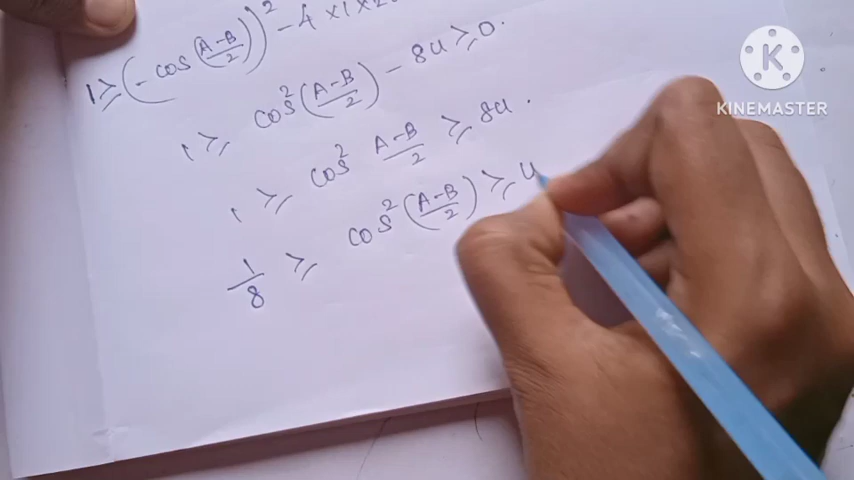 1 ≥ (- cos (A-B/2))² - 4 × 1 × 2
1 ≥ cos² (A-B/2) - 8u ≥ 0.
1 ≥ cos² A-B/2 ≥ 8u.
1/8 ≥ cos² (A-B/2) ≥ u
KINEMASTER